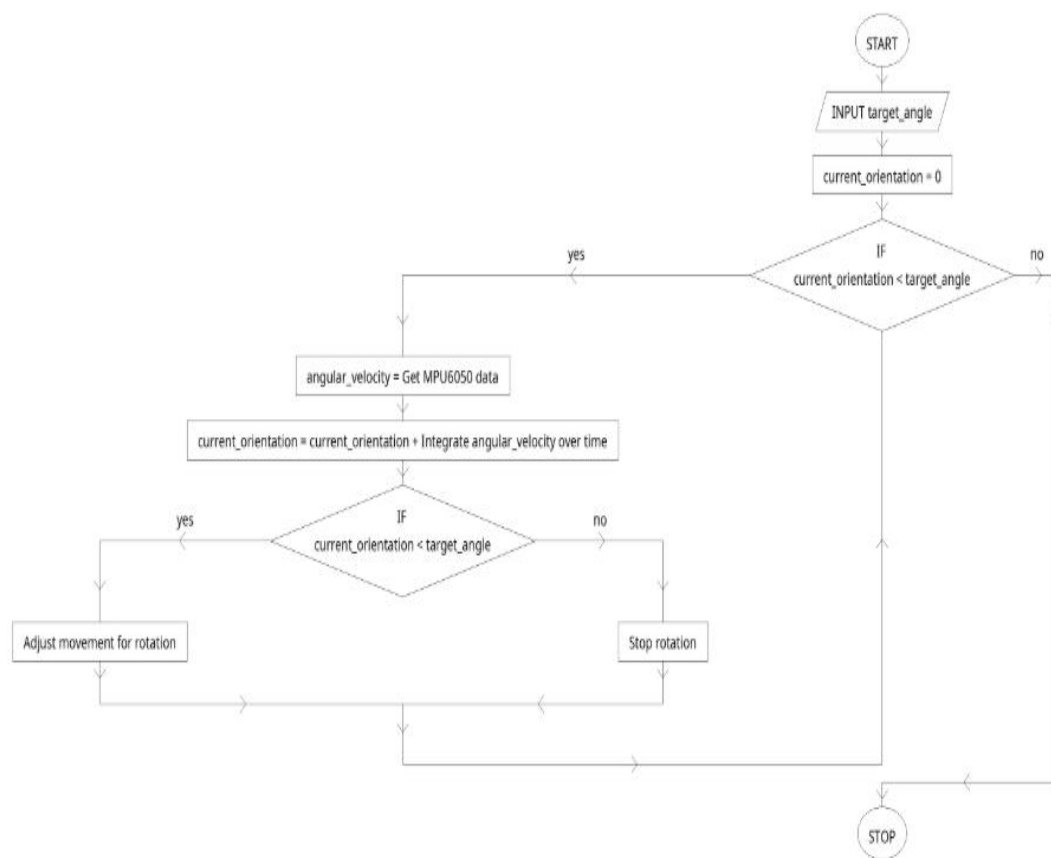 START
INPUT target_angle
current_orientation = 0
IF
current_orientation < target_angle
yes
no
angular_velocity = Get MPU6050 data
current_orientation = current_orientation + Integrate angular_velocity over time
IF
current_orientation < target_angle
yes
no
Adjust movement for rotation
Stop rotation
STOP